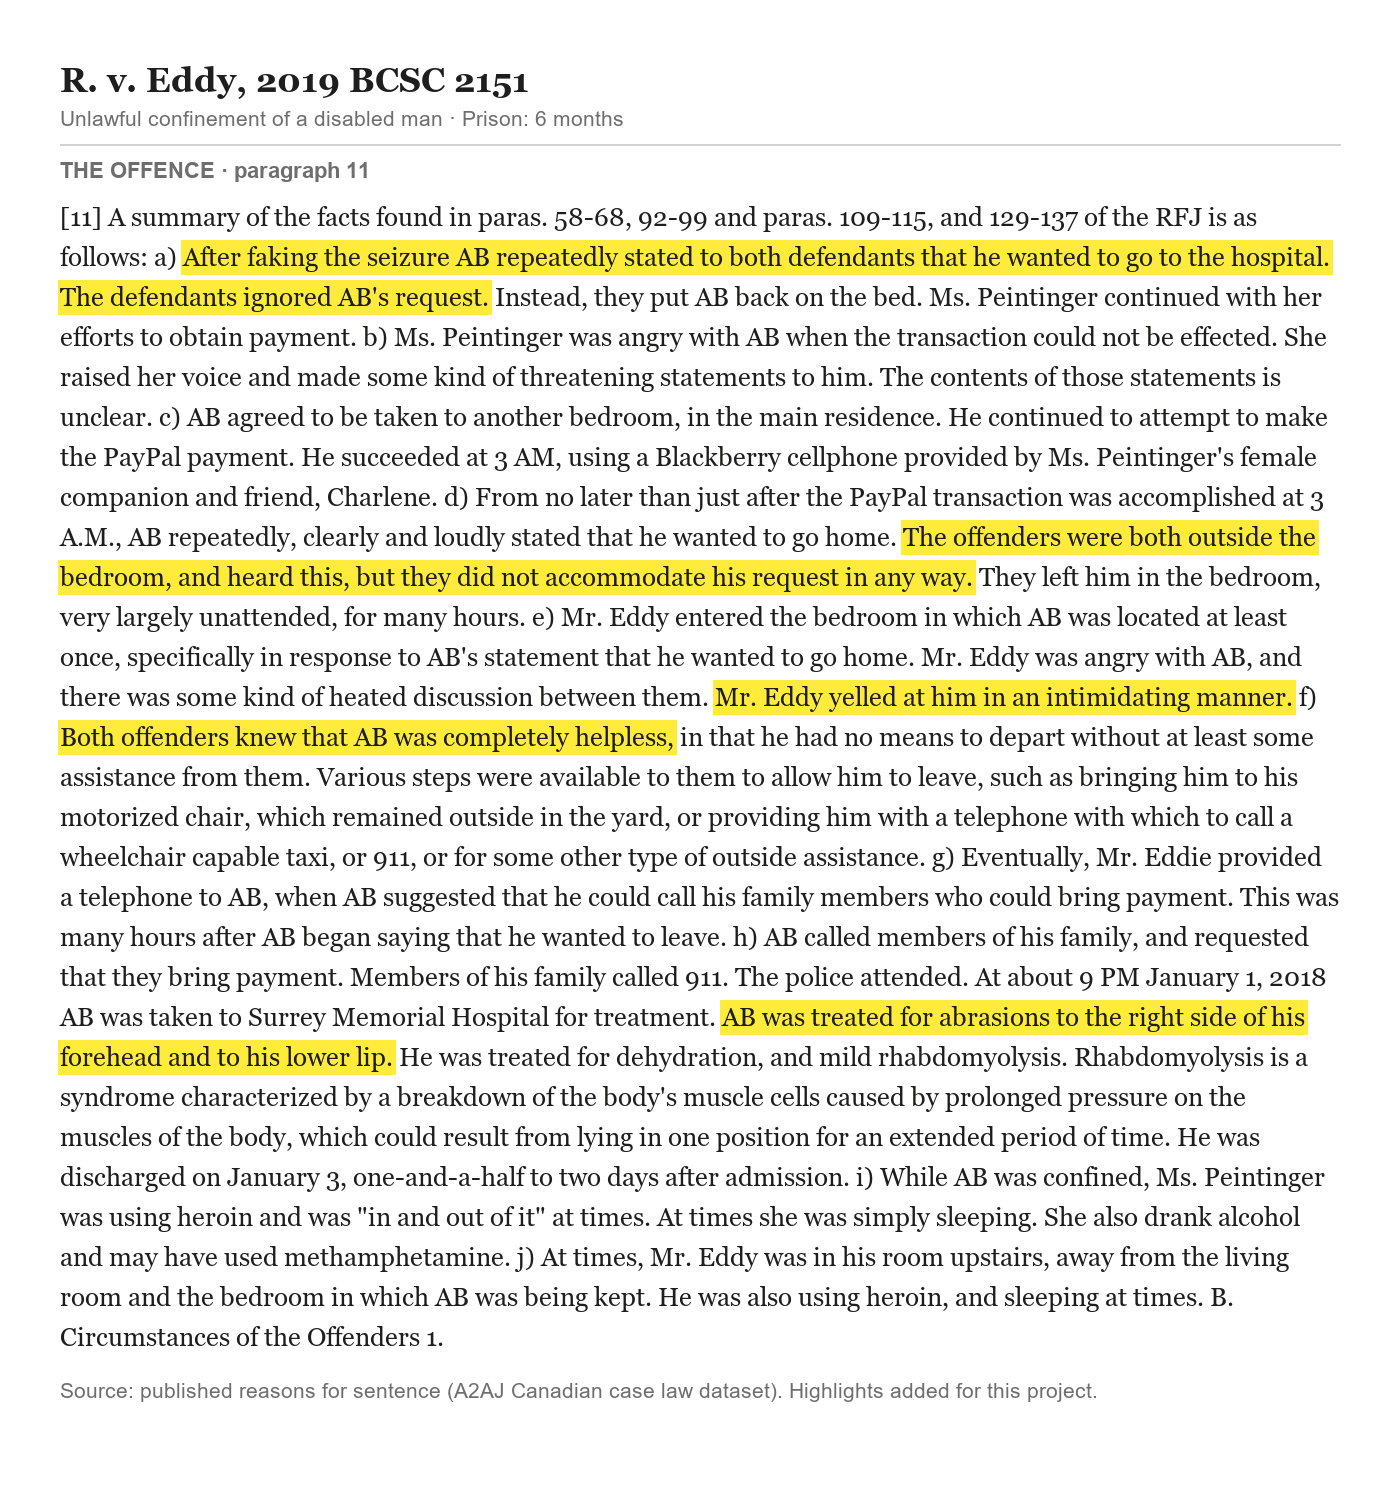 R. v. Eddy, 2019 BCSC 2151
Unlawful confinement of a disabled man · Prison: 6 months
THE OFFENCE · paragraph 11
[11] A summary of the facts found in paras. 58-68, 92-99 and paras. 109-115, and 129-137 of the RFJ is as
follows: a) After faking the seizure AB repeatedly stated to both defendants that he wanted to go to the hospital.
The defendants ignored AB's request. Instead, they put AB back on the bed. Ms. Peintinger continued with her
efforts to obtain payment. b) Ms. Peintinger was angry with AB when the transaction could not be effected. She
raised her voice and made some kind of threatening statements to him. The contents of those statements is
unclear. c) AB agreed to be taken to another bedroom, in the main residence. He continued to attempt to make
the PayPal payment. He succeeded at 3 AM, using a Blackberry cellphone provided by Ms. Peintinger's female
companion and friend, Charlene. d) From no later than just after the PayPal transaction was accomplished at 3
A.M., AB repeatedly, clearly and loudly stated that he wanted to go home. The offenders were both outside the
bedroom, and heard this, but they did not accommodate his request in any way. They left him in the bedroom,
very largely unattended, for many hours. e) Mr. Eddy entered the bedroom in which AB was located at least
once, specifically in response to AB's statement that he wanted to go home. Mr. Eddy was angry with AB, and
there was some kind of heated discussion between them. Mr. Eddy yelled at him in an intimidating manner. f)
Both offenders knew that AB was completely helpless, in that he had no means to depart without at least some
assistance from them. Various steps were available to them to allow him to leave, such as bringing him to his
motorized chair, which remained outside in the yard, or providing him with a telephone with which to call a
wheelchair capable taxi, or 911, or for some other type of outside assistance. g) Eventually, Mr. Eddie provided
a telephone to AB, when AB suggested that he could call his family members who could bring payment. This was
many hours after AB began saying that he wanted to leave. h) AB called members of his family, and requested
that they bring payment. Members of his family called 911. The police attended. At about 9 PM January 1, 2018
AB was taken to Surrey Memorial Hospital for treatment. AB was treated for abrasions to the right side of his
forehead and to his lower lip. He was treated for dehydration, and mild rhabdomyolysis. Rhabdomyolysis is a
syndrome characterized by a breakdown of the body's muscle cells caused by prolonged pressure on the
muscles of the body, which could result from lying in one position for an extended period of time. He was
discharged on January 3, one-and-a-half to two days after admission. i) While AB was confined, Ms. Peintinger
was using heroin and was "in and out of it" at times. At times she was simply sleeping. She also drank alcohol
and may have used methamphetamine. j) At times, Mr. Eddy was in his room upstairs, away from the living
room and the bedroom in which AB was being kept. He was also using heroin, and sleeping at times. B.
Circumstances of the Offenders 1.
Source: published reasons for sentence (A2AJ Canadian case law dataset). Highlights added for this project.